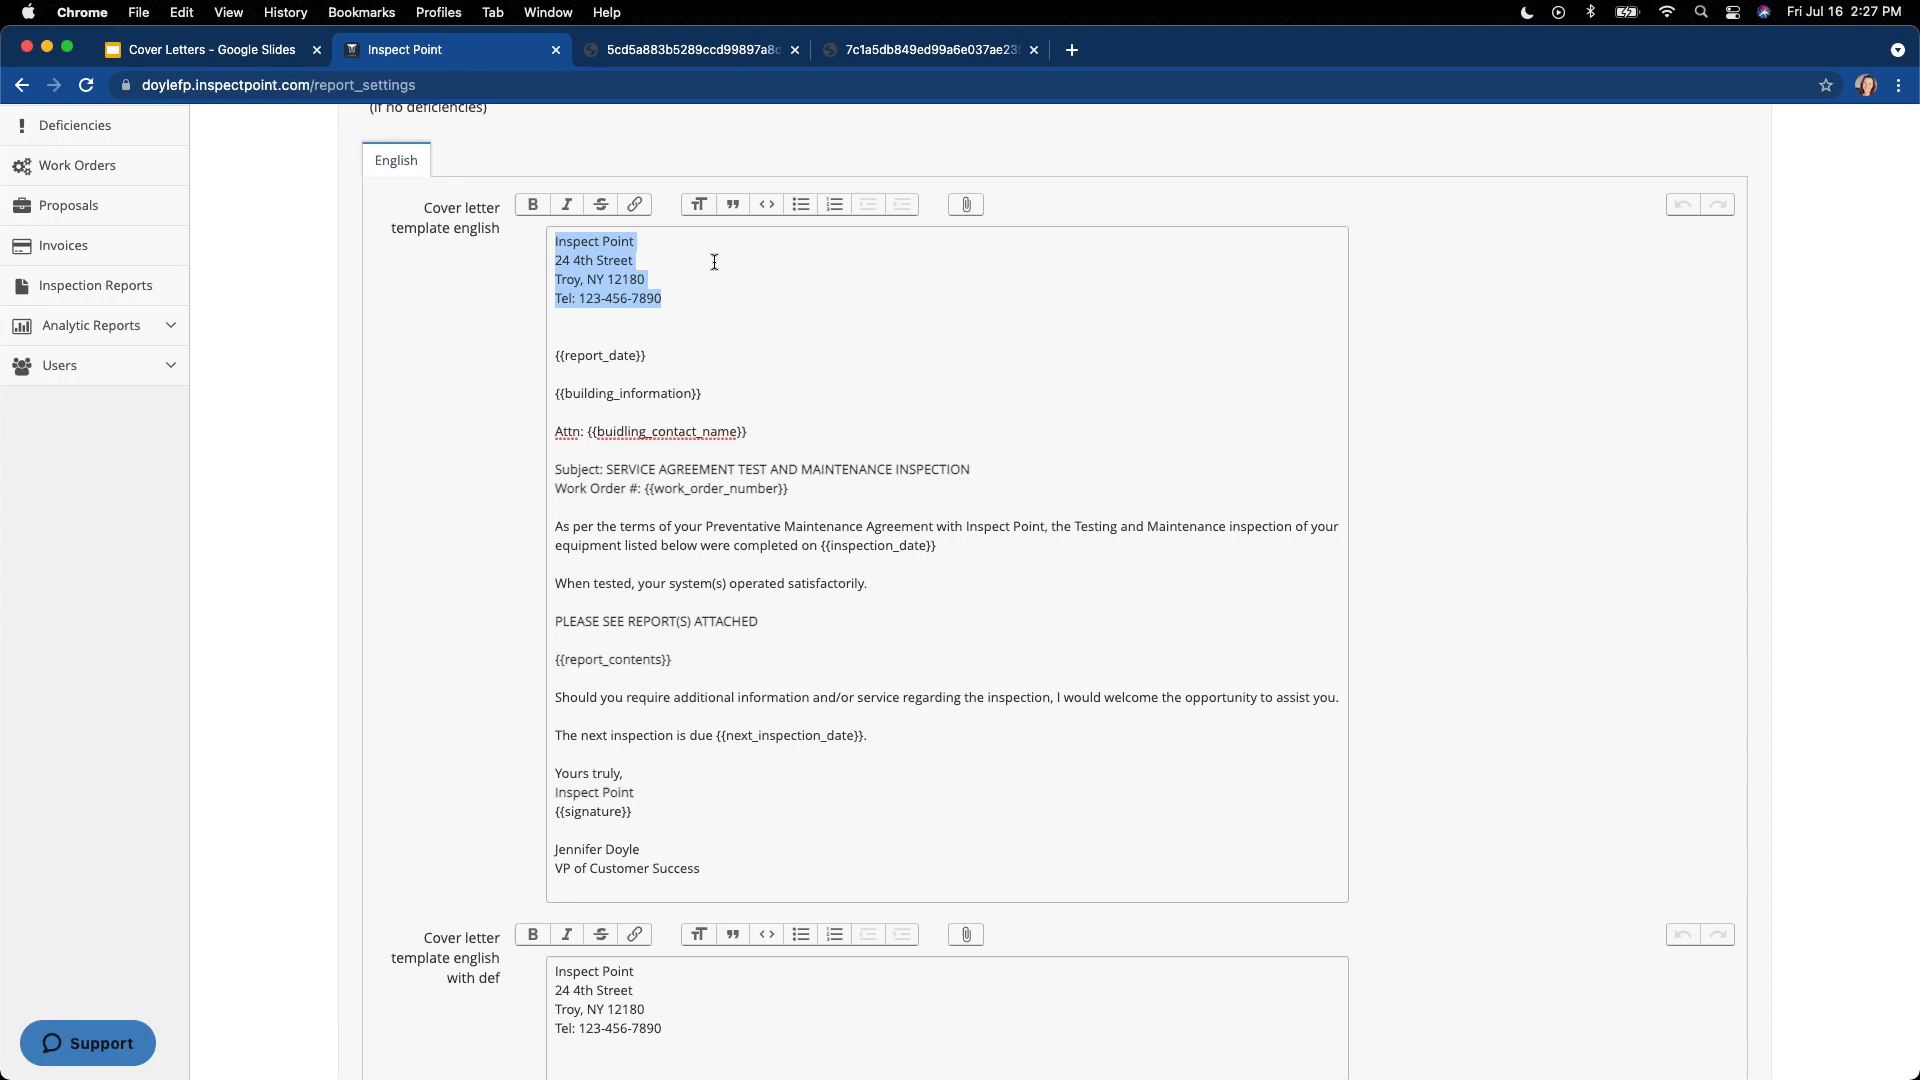 Chrome File Edit View History Bookmarks Profiles Tab Window Help Fri Jul 16 2:27 PM
Cover Letters - Google Slides Inspect Point 5cd5a883b5289ccd99897a8c 7c1a5db849ed99a6e037ae23
doylefp.inspectpoint.com/report_settings
(if no deficiencies)
Deficiencies
Work Orders
Proposals
Invoices
Inspection Reports
Analytic Reports
Users
English
Cover letter
template english
Inspect Point
24 4th Street
Troy, NY 12180
Tel: 123-456-7890
{{report_date}}
{{building_information}}
Attn: {{buidling_contact_name}}
Subject: SERVICE AGREEMENT TEST AND MAINTENANCE INSPECTION
Work Order #: {{work_order_number}}
As per the terms of your Preventative Maintenance Agreement with Inspect Point, the Testing and Maintenance inspection of your
equipment listed below were completed on {{inspection_date}}
When tested, your system(s) operated satisfactorily.
PLEASE SEE REPORT(S) ATTACHED
{{report_contents}}
Should you require additional information and/or service regarding the inspection, I would welcome the opportunity to assist you.
The next inspection is due {{next_inspection_date}}.
Yours truly,
Inspect Point
{{signature}}
Jennifer Doyle
VP of Customer Success
Cover letter
template english
with def
Inspect Point
24 4th Street
Troy, NY 12180
Tel: 123-456-7890
Support